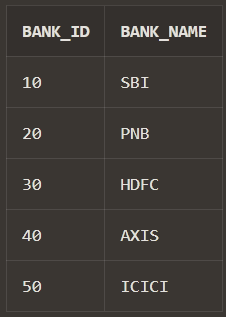 BANK_ID BANK_NAME
10 SBI
20 PNB
30 HDFC
40 AXIS
50 ICICI